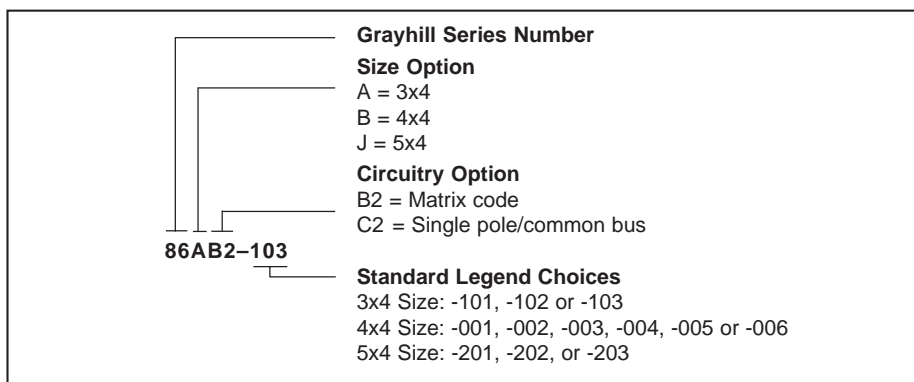 Grayhill Series Number
Size Option
A = 3x4
B = 4x4
J = 5x4
Circuitry Option
B2 = Matrix code
C2 = Single pole/common bus
86AB2–103
Standard Legend Choices
3x4 Size: -101, -102 or -103
4x4 Size: -001, -002, -003, -004, -005 or -006
5x4 Size: -201, -202, or -203